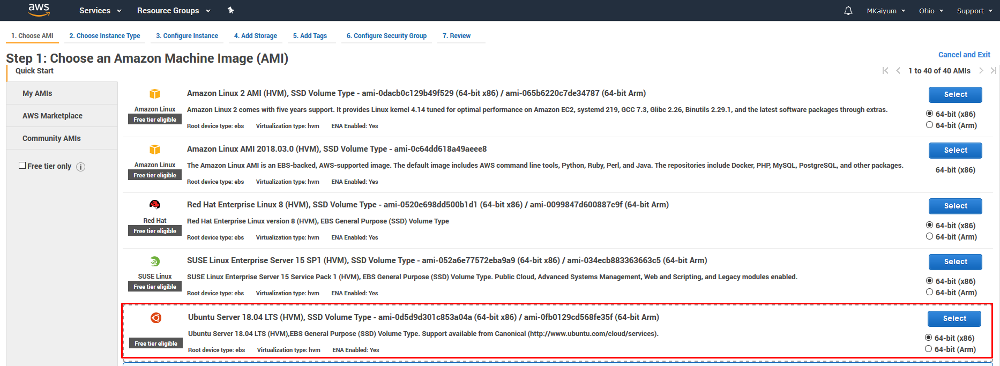 aws Services Resource Groups MKaiyum Ohio Support
1. Choose AMI 2. Choose Instance Type 3. Configure Instance 4. Add Storage 5. Add Tags 6. Configure Security Group 7. Review
Step 1: Choose an Amazon Machine Image (AMI)
Cancel and Exit
Quick Start
1 to 40 of 40 AMIs
My AMIs
AWS Marketplace
Community AMIs
Free tier only
Amazon Linux
Free tier eligible
Amazon Linux 2 AMI (HVM), SSD Volume Type - ami-0dacb0c129b49f529 (64-bit x86) / ami-065b6220c7de34787 (64-bit Arm)
Amazon Linux 2 comes with five years support. It provides Linux kernel 4.14 tuned for optimal performance on Amazon EC2, systemd 219, GCC 7.3, Glibc 2.26, Binutils 2.29.1, and the latest software packages through extras.
Root device type: ebs Virtualization type: hvm ENA Enabled: Yes
Select
64-bit (x86)
64-bit (Arm)
Amazon Linux
Free tier eligible
Amazon Linux AMI 2018.03.0 (HVM), SSD Volume Type - ami-0c64dd618a49aeee8
The Amazon Linux AMI is an EBS-backed, AWS-supported image. The default image includes AWS command line tools, Python, Ruby, Perl, and Java. The repositories include Docker, PHP, MySQL, PostgreSQL, and other packages.
Root device type: ebs Virtualization type: hvm ENA Enabled: Yes
Select
64-bit (x86)
Red Hat
Free tier eligible
Red Hat Enterprise Linux 8 (HVM), SSD Volume Type - ami-0520e698dd500b1d1 (64-bit x86) / ami-0099847d600887c9f (64-bit Arm)
Red Hat Enterprise Linux version 8 (HVM), EBS General Purpose (SSD) Volume Type
Root device type: ebs Virtualization type: hvm ENA Enabled: Yes
Select
64-bit (x86)
64-bit (Arm)
SUSE Linux
Free tier eligible
SUSE Linux Enterprise Server 15 SP1 (HVM), SSD Volume Type - ami-052a6e77572eba9a9 (64-bit x86) / ami-034ecb883363663c5 (64-bit Arm)
SUSE Linux Enterprise Server 15 Service Pack 1 (HVM), EBS General Purpose (SSD) Volume Type. Public Cloud, Advanced Systems Management, Web and Scripting, and Legacy modules enabled.
Root device type: ebs Virtualization type: hvm ENA Enabled: Yes
Select
64-bit (x86)
64-bit (Arm)
Free tier eligible
Ubuntu Server 18.04 LTS (HVM), SSD Volume Type - ami-0d5d9d301c853a04a (64-bit x86) / ami-0fb0129cd568fe35f (64-bit Arm)
Ubuntu Server 18.04 LTS (HVM),EBS General Purpose (SSD) Volume Type. Support available from Canonical (http://www.ubuntu.com/cloud/services).
Root device type: ebs Virtualization type: hvm ENA Enabled: Yes
Select
64-bit (x86)
64-bit (Arm)